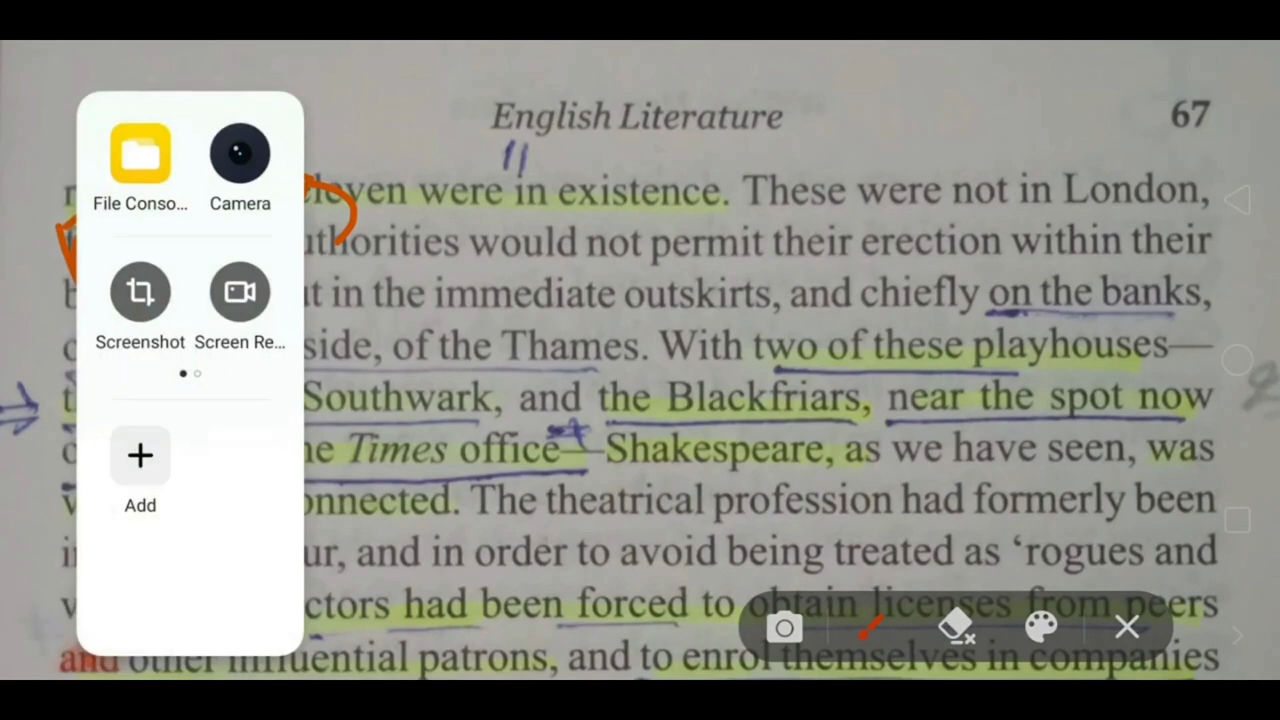 English Literature 67
11
leven were in existence. These were not in London,
uthorities would not permit their erection within their
t in the immediate outskirts, and chiefly on the banks,
side, of the Thames. With two of these playhouses—
Southwark, and the Blackfriars, near the spot now
he Times office—Shakespeare, as we have seen, was
onnected. The theatrical profession had formerly been
ur, and in order to avoid being treated as ‘rogues and
ctors had been forced to obtain licenses from peers
and other influential patrons, and to enrol themselves in companies
File Conso...
Camera
Screenshot
Screen Re...
Add